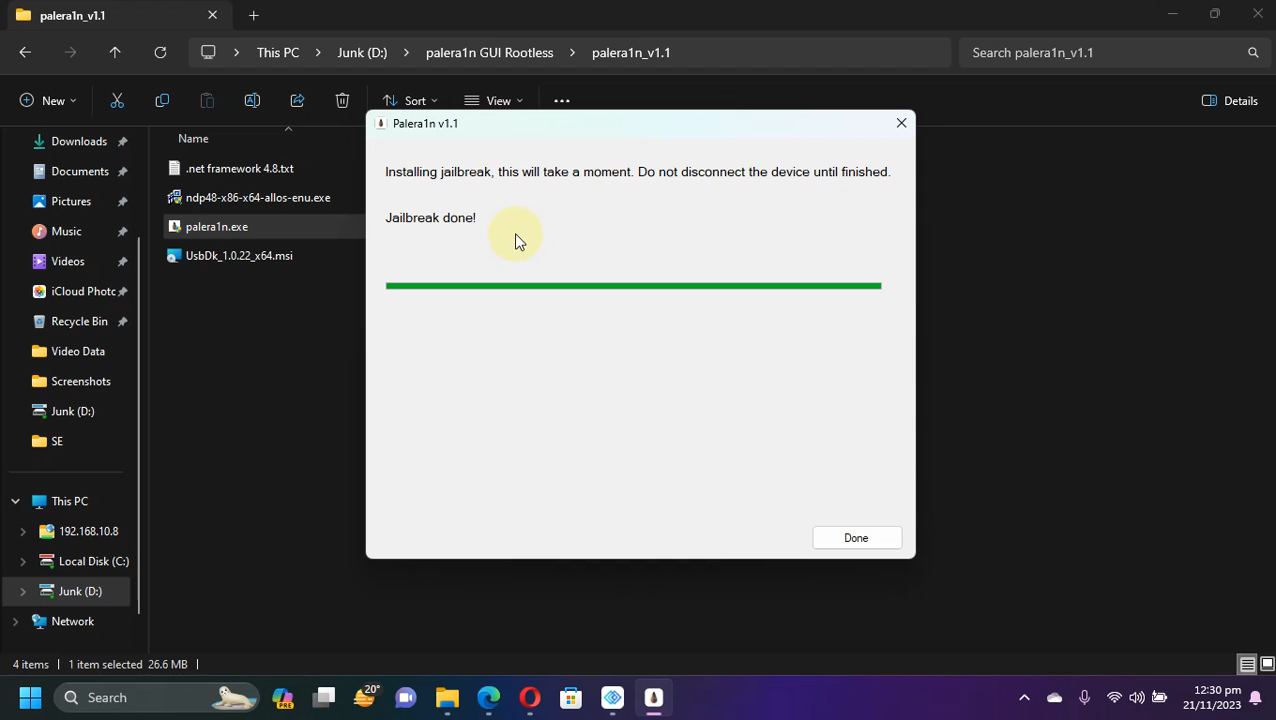 palera1n_v1.1
This PC
Junk (D:)
palera1n GUI Rootless
palera1n_v1.1
Search palera1n_v1.1
New
Sort
View
Details
Palera1n v1.1
Installing jailbreak, this will take a moment. Do not disconnect the device until finished.
Jailbreak done!
Done
Name
.net framework 4.8.txt
ndp48-x86-x64-allos-enu.exe
palera1n.exe
UsbDk_1.0.22_x64.msi
Downloads
Documents
Pictures
Music
Videos
iCloud Photo
Recycle Bin
Video Data
Screenshots
Junk (D:)
SE
This PC
192.168.10.8
Local Disk (C:)
Junk (D:)
Network
4 items
1 item selected 26.6 MB
Search
PRE
20°
12:30 pm
21/11/2023